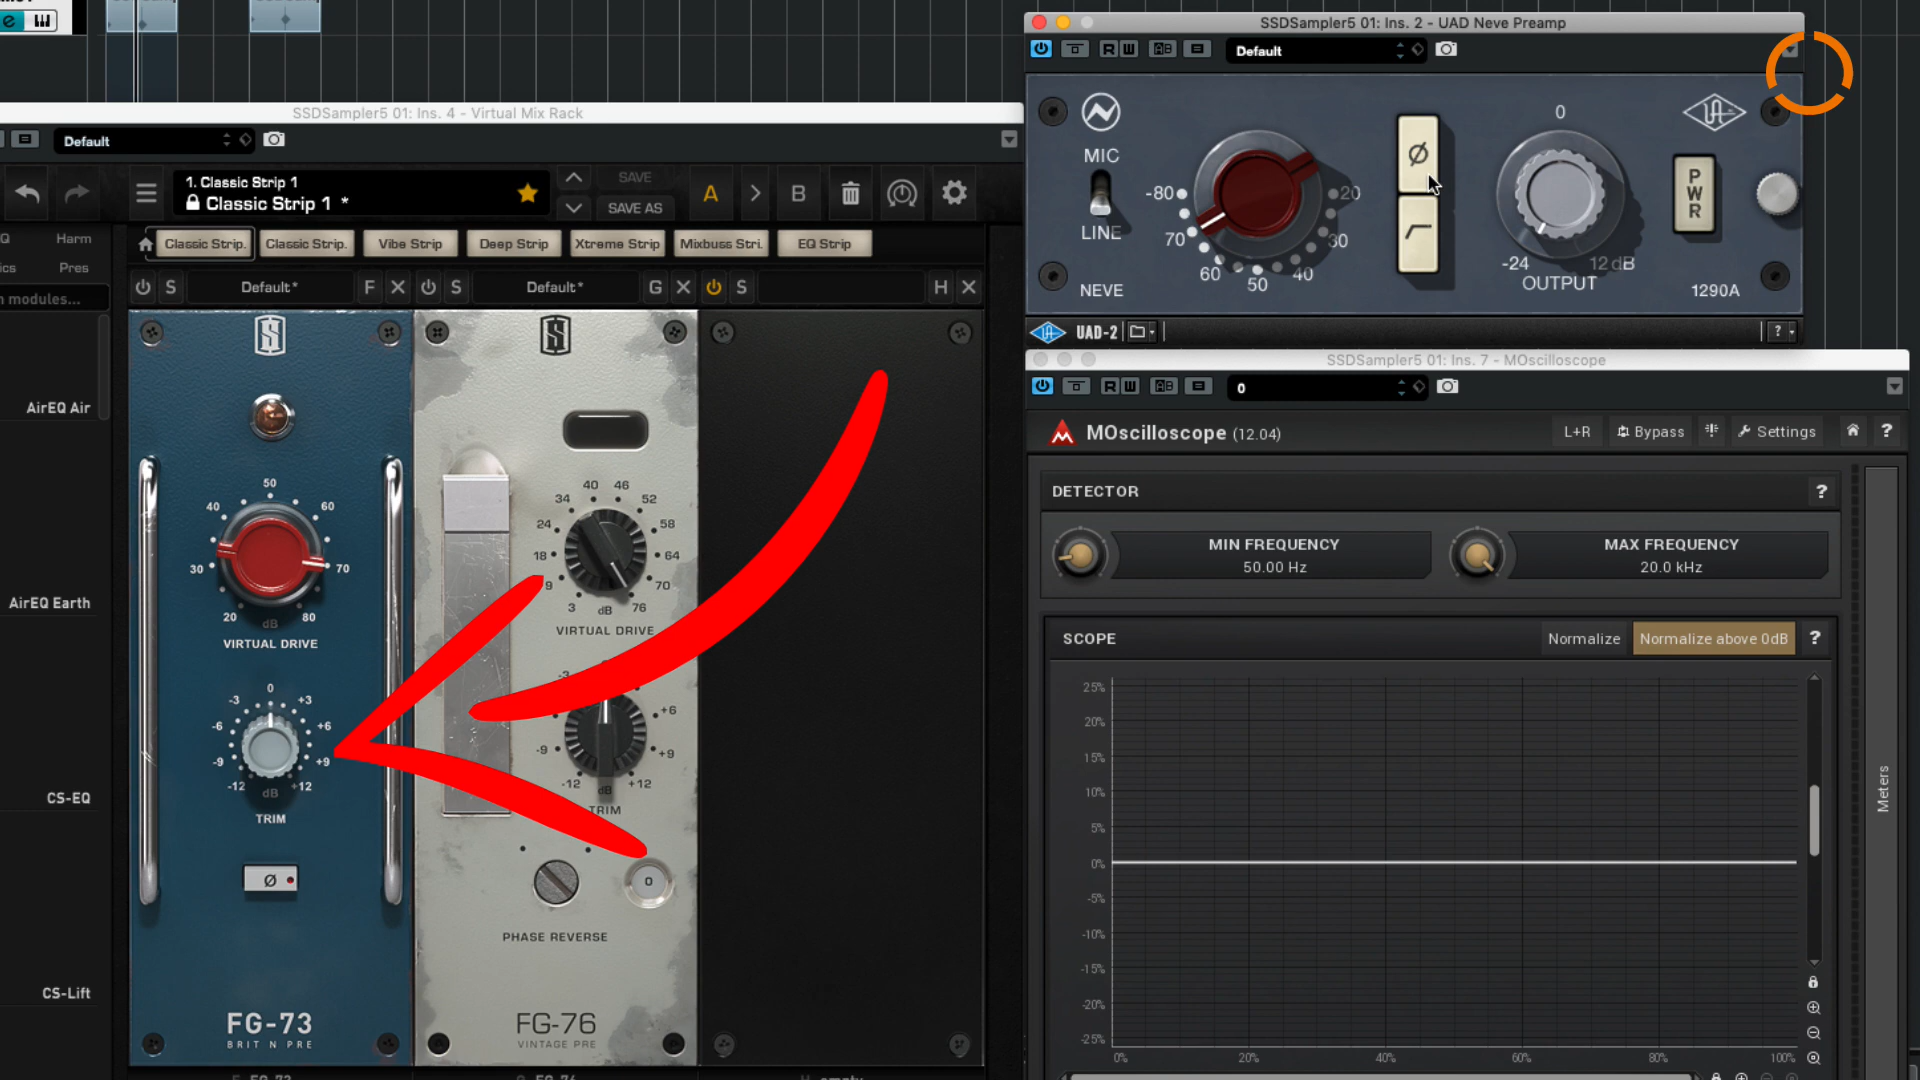 SSDSampler5 01: Ins. 2 - UAD Neve Preamp
R W
AB
Default
MIC
LINE
-80
70
60
50
40
30
20
Ø
0
-24
12 dB
OUTPUT
PWR
NEVE
1290A
UAD-2
?
SSDSampler5 01: Ins. 4 - Virtual Mix Rack
Default
1. Classic Strip 1
Classic Strip 1 *
SAVE
SAVE AS
A
B
Classic Strip.
Classic Strip.
Vibe Strip
Deep Strip
Xtreme Strip
Mixbuss Stri.
EQ Strip
Harm
Pres
modules...
S
Default*
F
S
Default*
G
S
H
AirEQ Air
AirEQ Earth
CS-EQ
CS-Lift
50
40
60
30
70
20
dB
80
VIRTUAL DRIVE
0
-3
+3
-6
+6
-9
+9
-12
dB
+12
TRIM
Ø
FG-73
BRIT N PRE
40
46
34
52
24
58
18
64
9
70
3
dB
76
VIRTUAL DRIVE
-3
+6
-9
+9
-12
dB
+12
TRIM
0
PHASE REVERSE
FG-76
VINTAGE PRE
SSDSampler5 01: Ins. 7 - MOscilloscope
R W
AB
0
MOscilloscope (12.04)
L+R
Bypass
Settings
?
DETECTOR
?
MIN FREQUENCY
50.00 Hz
MAX FREQUENCY
20.0 kHz
SCOPE
Normalize
Normalize above 0dB
?
25%
20%
15%
10%
5%
0%
-5%
-10%
-15%
-20%
-25%
0%
20%
40%
60%
80%
100%
Meters